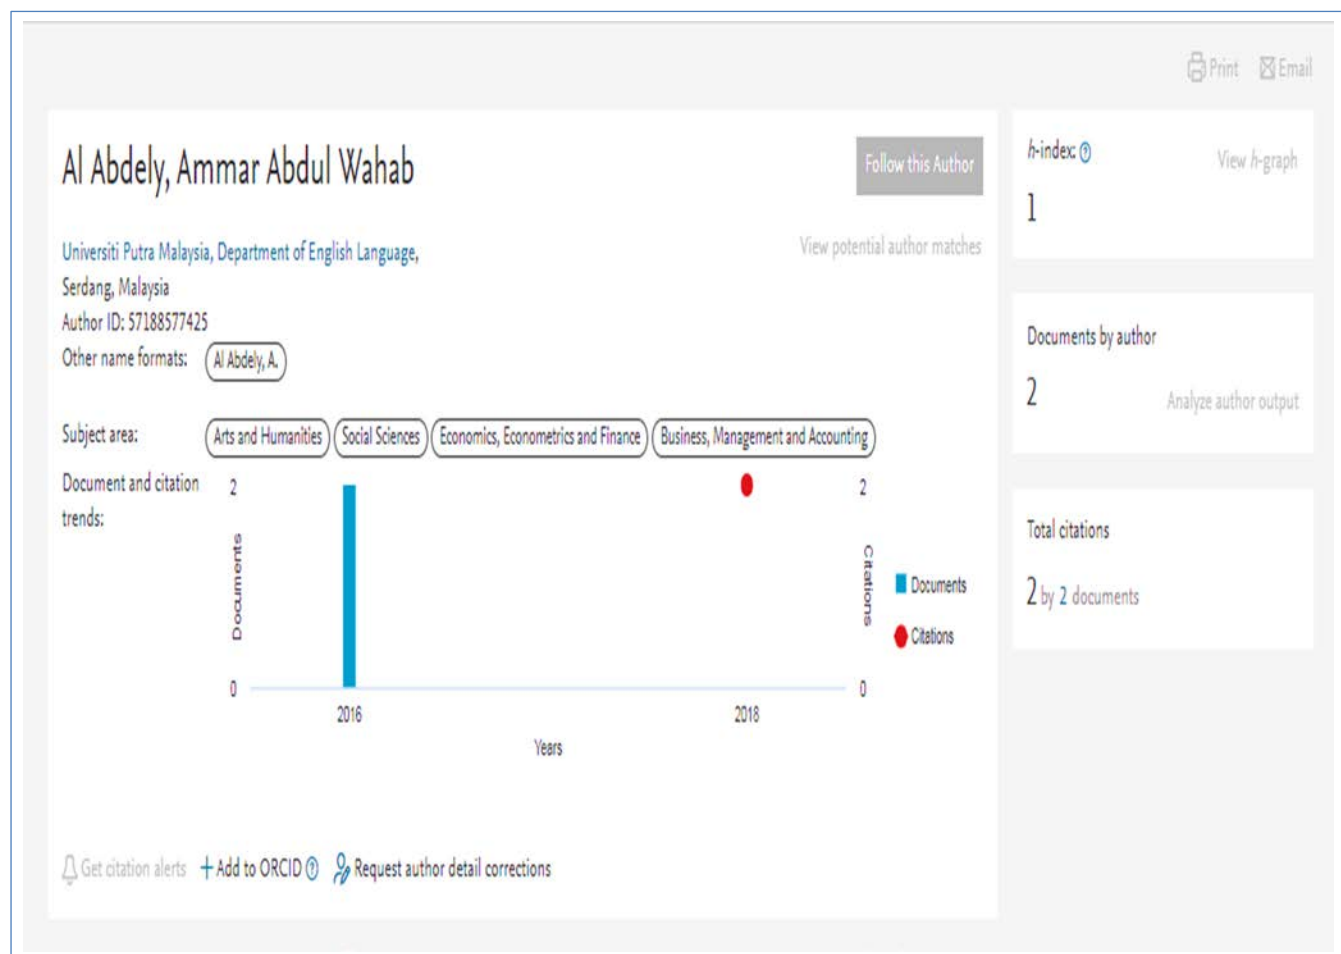 Print Email
Al Abdely, Ammar Abdul Wahab
Follow this Author
Universiti Putra Malaysia, Department of English Language,
View potential author matches
Serdang, Malaysia
Author ID: 57188577425
Other name formats: Al Abdely, A.
Subject area: Arts and Humanities Social Sciences Economics, Econometrics and Finance Business, Management and Accounting
Document and citation
trends:
2
Documents
0
2
Citations
0
2016 2018
Years
Documents
Citations
Get citation alerts + Add to ORCID ? Request author detail corrections
h-index: ? View h-graph
1
Documents by author
2 Analyze author output
Total citations
2 by 2 documents